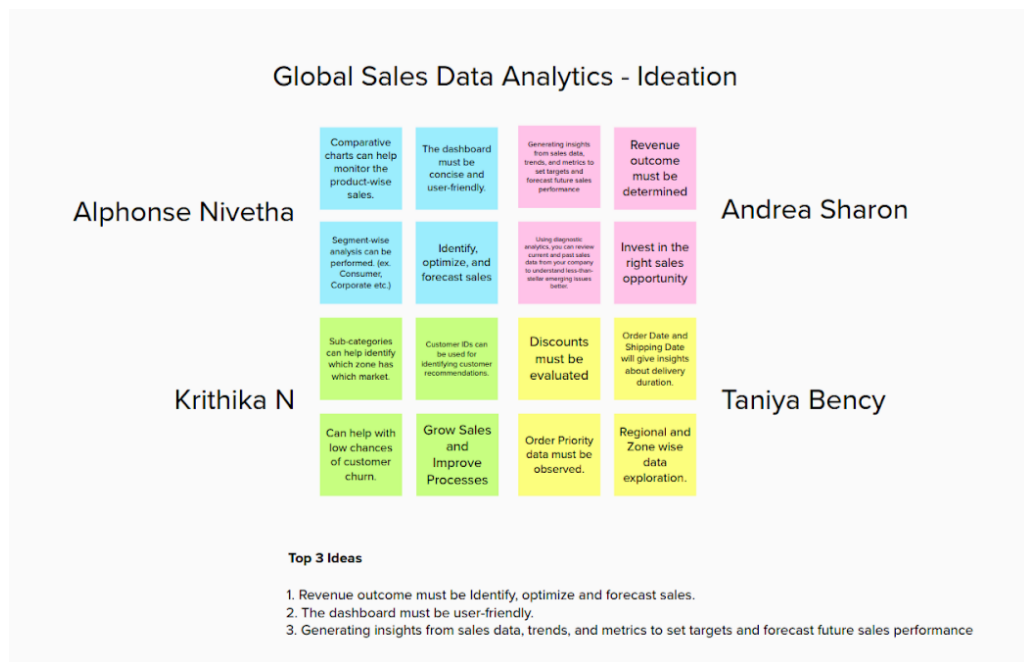 Global Sales Data Analytics - Ideation
Alphonse Nivetha
Comparative
charts can help
monitor the
product-wise
sales.
The dashboard
must be
concise and
user-friendly.
Segment-wise
analysis can be
performed. (ex.
Consumer,
Corporate etc.)
Identify,
optimize, and
forecast sales
Generating insights
from sales data,
trends, and metrics to
set targets and
forecast future sales
performance
Revenue
outcome
must be
determined
Using diagnostic
analytics, you can review
current and past sales
data from your company
to understand less-than-
stellar emerging issues
better.
Invest in the
right sales
opportunity
Andrea Sharon
Krithika N
Sub-categories
can help identify
which zone has
which market.
Customer IDs can
be used for
identifying customer
recommendations.
Can help with
low chances
of customer
churn.
Grow Sales
and
Improve
Processes
Discounts
must be
evaluated
Order Date and
Shipping Date
will give insights
about delivery
duration.
Order Priority
data must be
observed.
Regional and
Zone wise
data
exploration.
Taniya Bency
Top 3 Ideas
1. Revenue outcome must be Identify, optimize and forecast sales.
2. The dashboard must be user-friendly.
3. Generating insights from sales data, trends, and metrics to set targets and forecast future sales performance